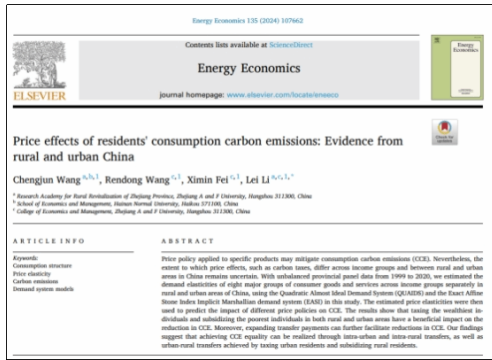 Energy Economics 135 (2024) 107662
Contents lists available at ScienceDirect
Energy Economics
journal homepage: www.elsevier.com/locate/eneeco
ELSEVIER
Energy
Economics
Check for
updates
Price effects of residents' consumption carbon emissions: Evidence from
rural and urban China
Chengjun Wang a,b,1, Rendong Wang c,1, Ximin Fei c,1, Lei Li a,c,1,*
a Research Academy for Rural Revitalization of Zhejiang Province, Zhejiang A and F University, Hangzhou 311300, China
b School of Economics and Management, Hainan Normal University, Haikou 571100, China
c College of Economics and Management, Zhejiang A and F University, Hangzhou 311300, China
ARTICLE INFO
Keywords:
Consumption structure
Price elasticity
Carbon emissions
Demand system models
ABSTRACT
Price policy applied to specific products may mitigate consumption carbon emissions (CCE). Nevertheless, the
extent to which price effects, such as carbon taxes, differ across income groups and between rural and urban
areas in China remains uncertain. With unbalanced provincial panel data from 1999 to 2020, we estimated the
demand elasticities of eight major groups of consumer goods and services across income groups separately in
rural and urban areas of China, using the Quadratic Almost Ideal Demand System (QUAIDS) and the Exact Affine
Stone Index Implicit Marshallian demand system (EASI) in this study. The estimated price elasticities were then
used to predict the impact of different price policies on CCE. The results show that taxing the wealthiest in-
dividuals and subsidizing the poorest individuals in both rural and urban areas have a beneficial impact on the
reduction in CCE. Moreover, expanding transfer payments can further facilitate reductions in CCE. Our findings
suggest that achieving CCE equality can be realized through intra-urban and intra-rural transfers, as well as
urban-rural transfers achieved by taxing urban residents and subsidizing rural residents.